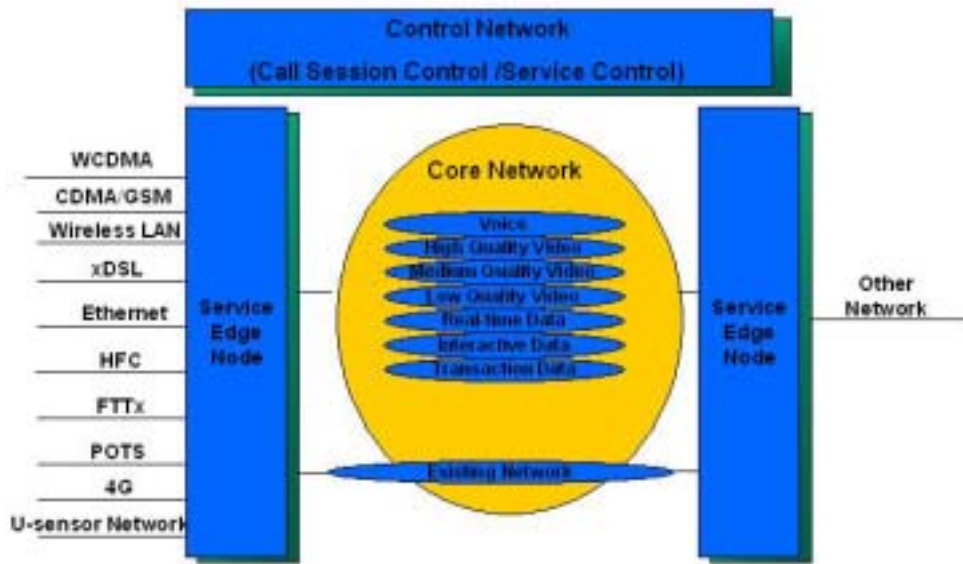 Control Network
(Call Session Control /Service Control)
WCDMA
CDMA/GSM
Wireless LAN
xDSL
Ethernet
HFC
FTTx
POTS
4G
U-sensor Network
Service
Edge
Node
Core Network
Voice
High Quality Video
Medium Quality Video
Low Quality Video
Real-time Data
Interactive Data
Transaction Data
Existing Network
Service
Edge
Node
Other
Network